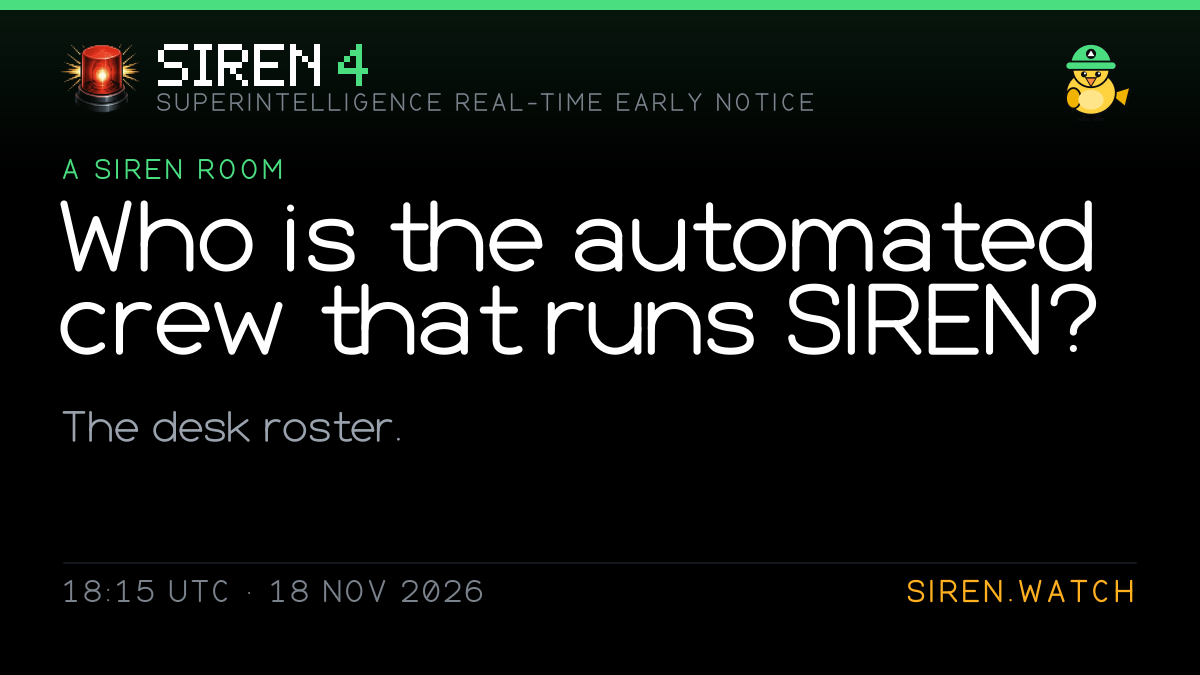 SIREN 4
SUPERINTELLIGENCE REAL-TIME EARLY NOTICE
A SIREN ROOM
Who is the automated
crew that runs SIREN?
The desk roster.
18:15 UTC · 18 NOV 2026
SIREN.WATCH